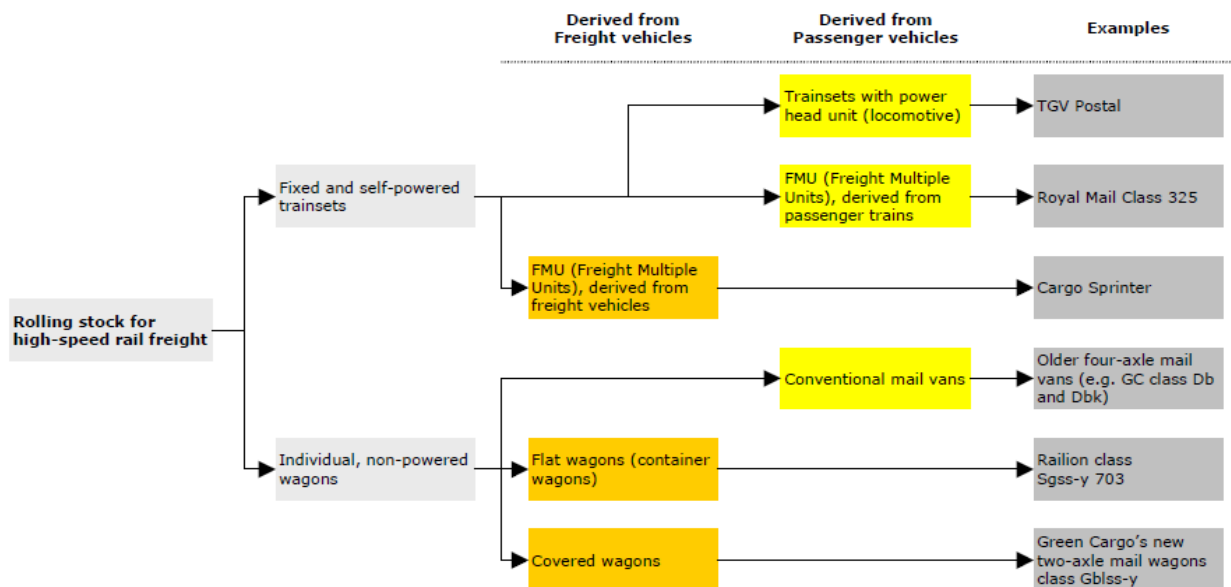 Derived from
Freight vehicles
Derived from
Passenger vehicles
Examples
Trainsets with power
head unit (locomotive)
TGV Postal
Fixed and self-powered
trainsets
FMU (Freight Multiple
Units), derived from
passenger trains
Royal Mail Class 325
FMU (Freight Multiple
Units), derived from
freight vehicles
Cargo Sprinter
Rolling stock for
high-speed rail freight
Conventional mail vans
Older four-axle mail
vans (e.g. GC class Db
and Dbk)
Individual, non-powered
wagons
Flat wagons (container
wagons)
Railion class
Sgss-y 703
Covered wagons
Green Cargo's new
two-axle mail wagons
class Gblss-y